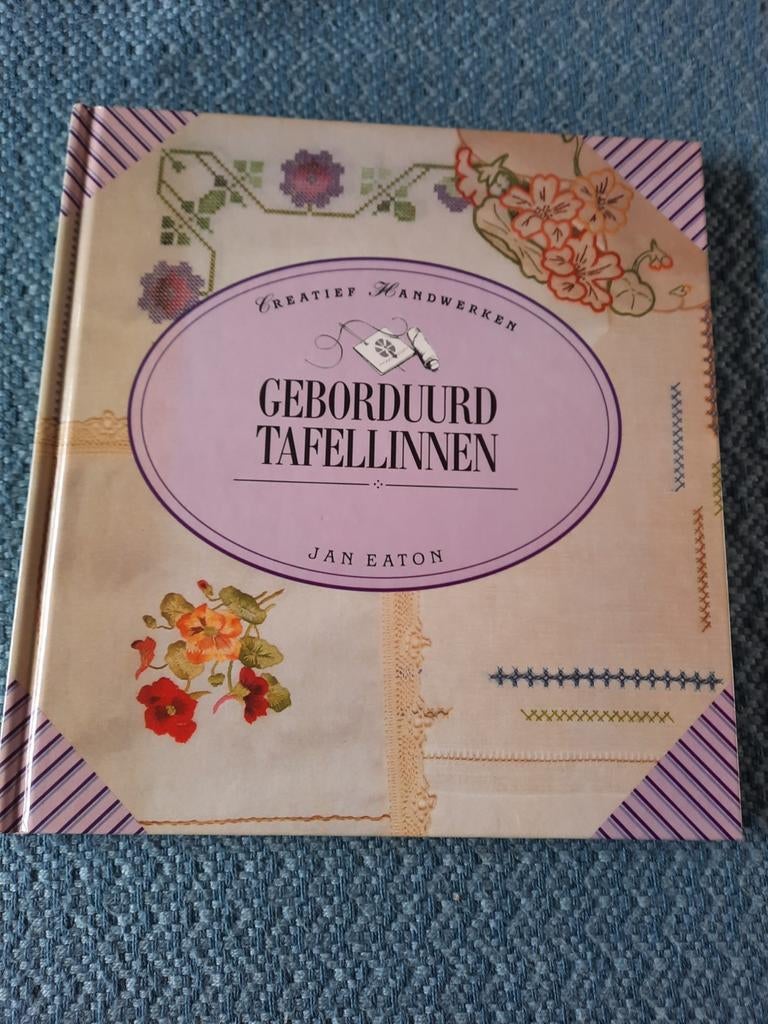 CREATIEF HANDWERKEN
GEBORDUURD
TAFELLINNEN
JAN EATON